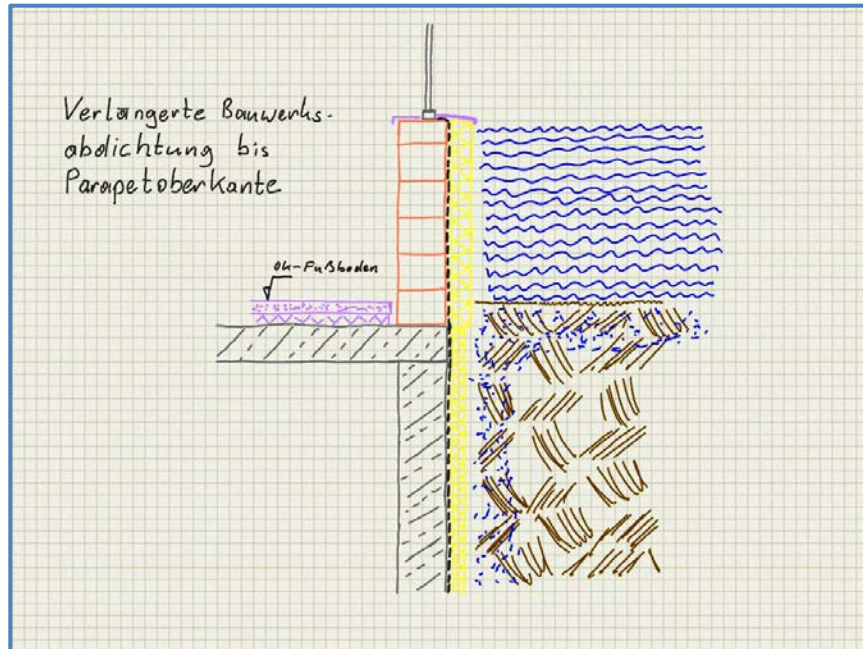 Verlängerte Bauwerks-
abdichtung bis
Parapetoberkante
OK-Fußboden